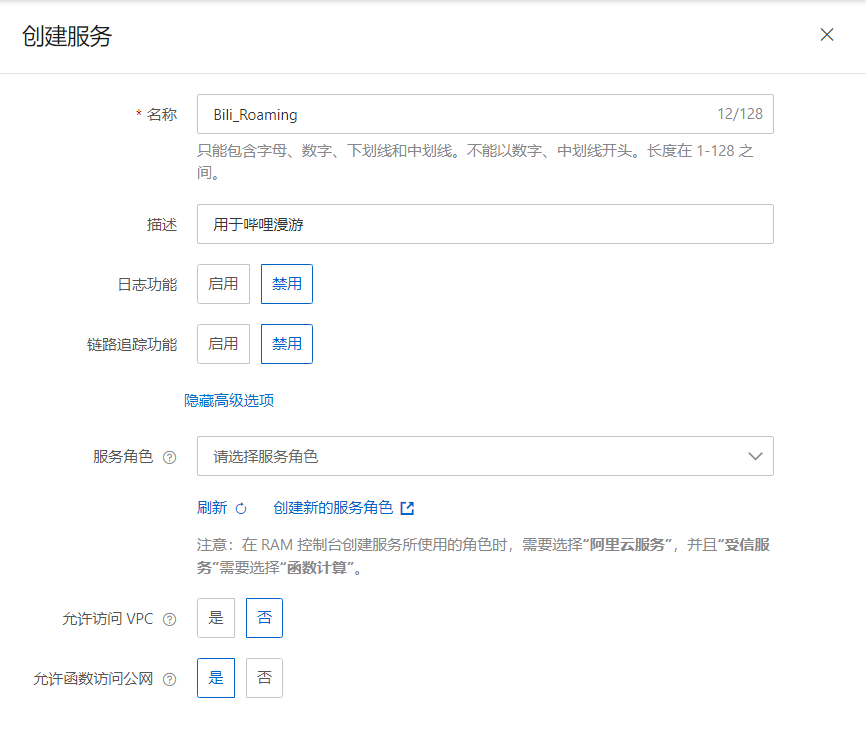 创建服务
* 名称 Bili_Roaming 12/128
只能包含字母、数字、下划线和中划线。不能以数字、中划线开头。长度在 1-128 之
间。
描述 用于哔哩漫游
日志功能 启用 禁用
链路追踪功能 启用 禁用
隐藏高级选项
服务角色 请选择服务角色
刷新 创建新的服务角色
注意：在 RAM 控制台创建服务所使用的角色时，需要选择“阿里云服务”，并且“受信服
务”需要选择“函数计算”。
允许访问 VPC 是 否
允许函数访问公网 是 否